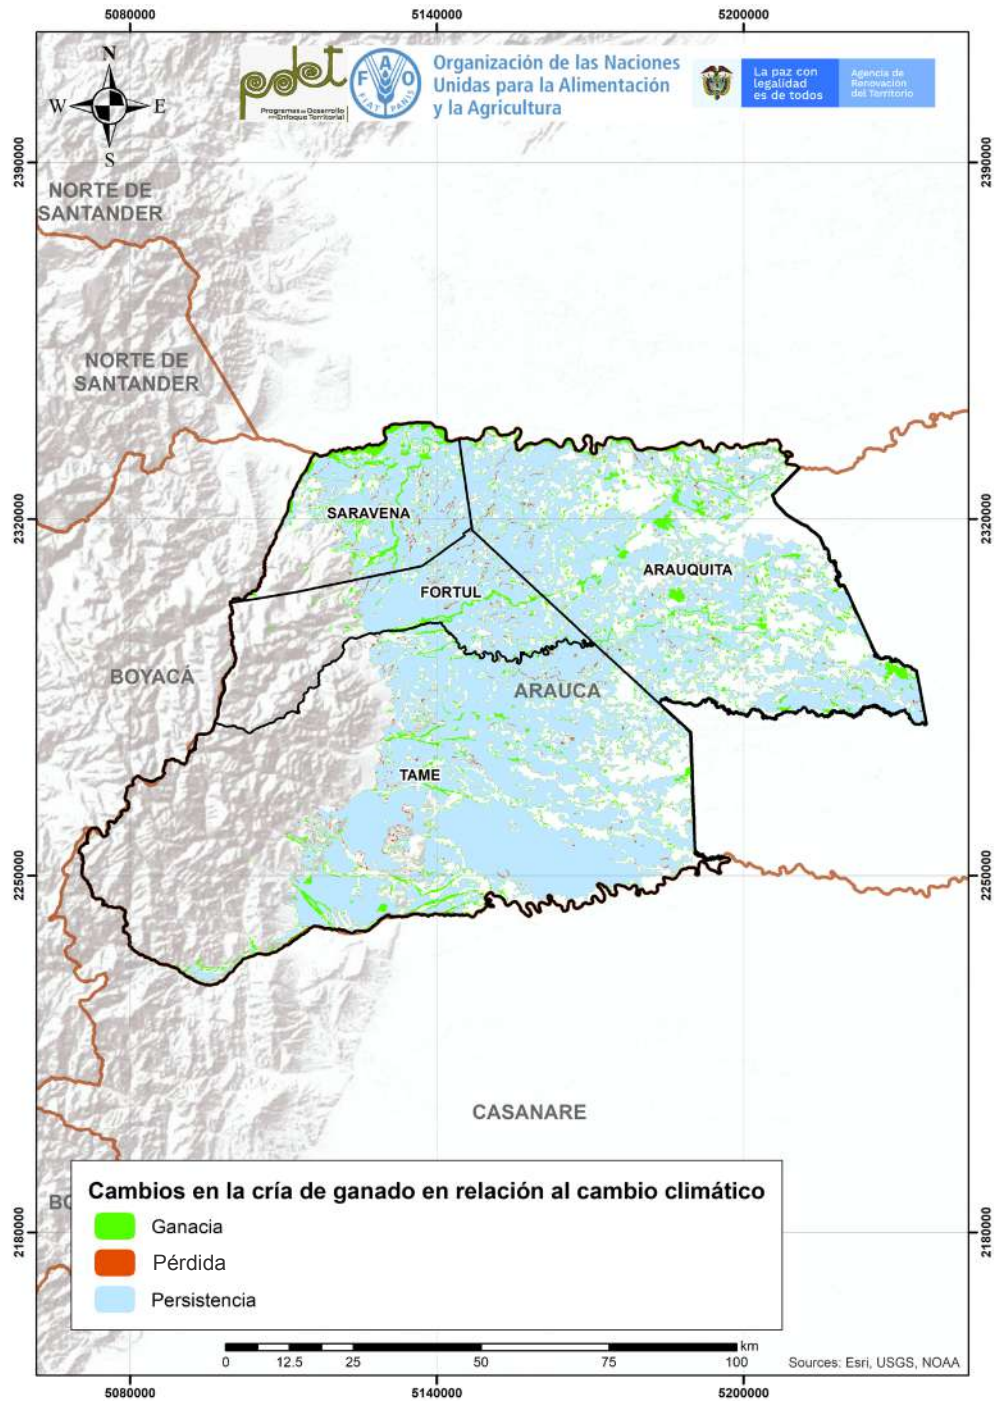 5080000
5140000
5200000
N
W
E
S
pdet
Programas de Desarrollo
con Enfoque Territorial
FAO
FIAT PANIS
Organización de las Naciones
Unidas para la Alimentación
y la Agricultura
La paz con
legalidad
es de todos
Agencia de
Renovación
del Territorio
2390000
2390000
NORTE DE
SANTANDER
NORTE DE
SANTANDER
2320000
2320000
SARAVENA
ARAUQUITA
FORTUL
BOYACÁ
ARAUCA
TAME
2250000
2250000
CASANARE
BO
Cambios en la cría de ganado en relación al cambio climático
Ganacia
Pérdida
Persistencia
2180000
2180000
km
0
12.5
25
50
75
100
Sources: Esri, USGS, NOAA
5080000
5140000
5200000